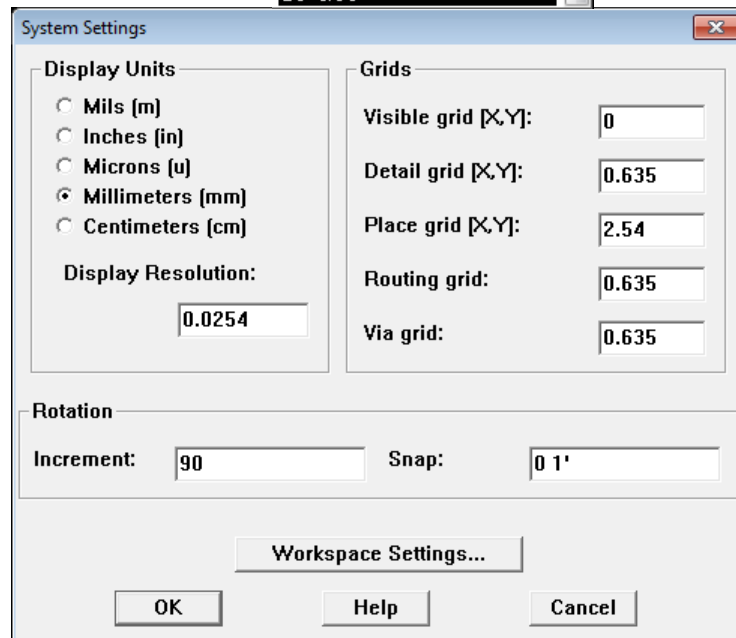 System Settings
Display Units
Mils (m)
Inches (in)
Microns (u)
Millimeters (mm)
Centimeters (cm)
Display Resolution:
0.0254
Grids
Visible grid [X,Y]:
0
Detail grid [X,Y]:
0.635
Place grid [X,Y]:
2.54
Routing grid:
0.635
Via grid:
0.635
Rotation
Increment:
90
Snap:
0 1'
Workspace Settings...
OK
Help
Cancel